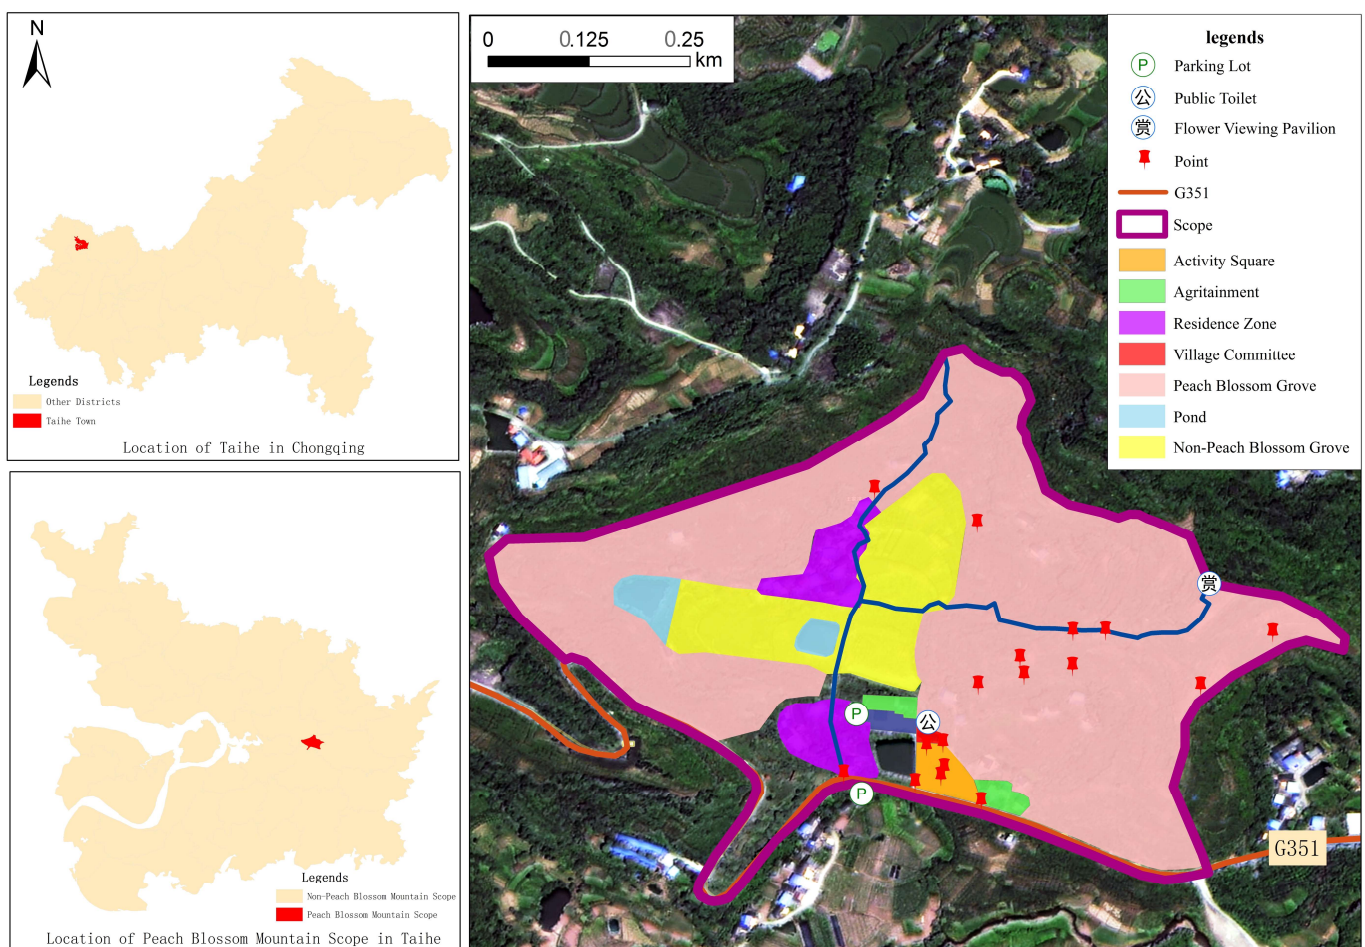 N
Legends
Other Districts
Taihe Town
Location of Taihe in Chongqing
Legends
Non-Peach Blossom Mountain Scope
Peach Blossom Mountain Scope
Location of Peach Blossom Mountain Scope in Taihe
0 0.125 0.25
km
legends
P Parking Lot
公 Public Toilet
赏 Flower Viewing Pavilion
Point
G351
Scope
Activity Square
Agritainment
Residence Zone
Village Committee
Peach Blossom Grove
Pond
Non-Peach Blossom Grove
赏
P
公
P
G351